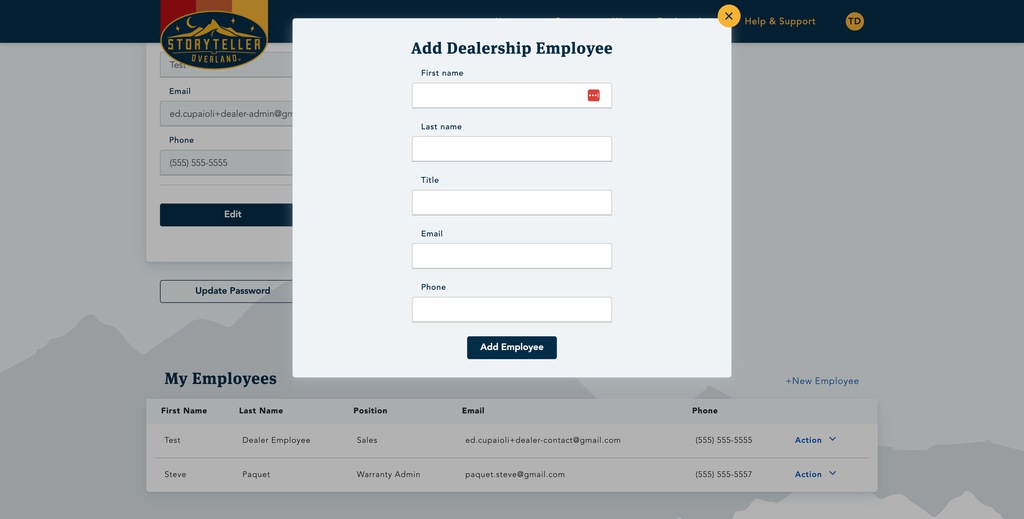 STORYTELLER
OVERLAND
Help & Support
TD
Test
Email
ed.cupaioli+dealer-admin@gm
Phone
(555) 555-5555
Edit
Update Password
Add Dealership Employee
First name
Last name
Title
Email
Phone
Add Employee
My Employees
+New Employee
First Name Last Name Position Email Phone
Test Dealer Employee Sales ed.cupaioli+dealer-contact@gmail.com (555) 555-5555 Action
Steve Paquet Warranty Admin paquet.steve@gmail.com (555) 555-5557 Action